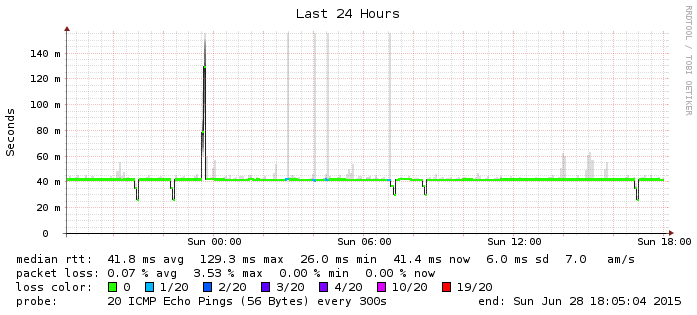 Last 24 Hours
RRDTOOL / TOBI OETIKER
Seconds
140 m
120 m
100 m
80 m
60 m
40 m
20 m
0
Sun 00:00 Sun 06:00 Sun 12:00 Sun 18:00
median rtt: 41.8 ms avg 129.3 ms max 26.0 ms min 41.4 ms now 6.0 ms sd 7.0 am/s
packet loss: 0.07 % avg 3.53 % max 0.00 % min 0.00 % now
loss color: 0 1/20 2/20 3/20 4/20 10/20 19/20
probe: 20 ICMP Echo Pings (56 Bytes) every 300s end: Sun Jun 28 18:05:04 2015